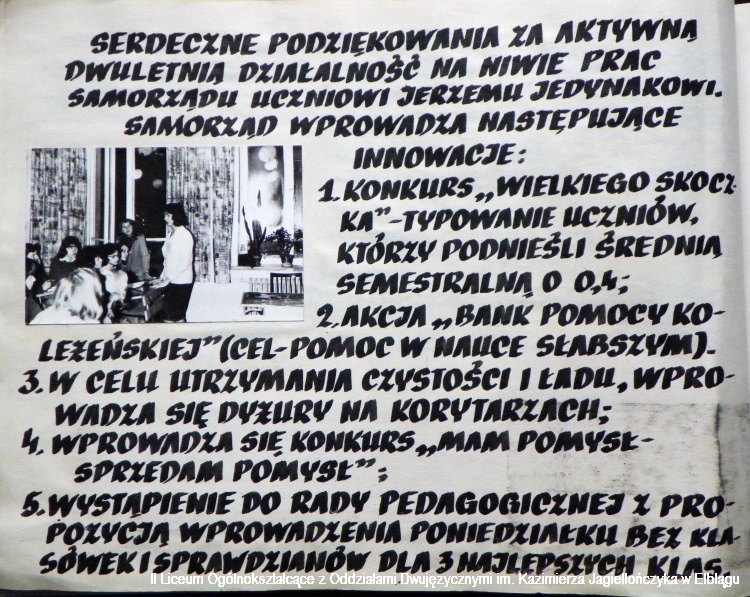 SERDECZNE PODZIĘKOWANIA ZA AKTYWNĄ
DWULETNIĄ DZIAŁALNOŚĆ NA NIWIE PRAC
SAMORZĄDU UCZNIOWI JERZEMU JEDYNAKOWI.
SAMORZĄD WPROWADZA NASTĘPUJĄCE
INNOWACJE:
1. KONKURS „WIELKIEGO SKOCZ-
KA”-TYPOWANIE UCZNIÓW,
KTÓRZY PODNIEŚLI ŚREDNIĄ
SEMESTRALNĄ O 0,4;
2. AKCJA „BANK POMOCY KO-
LEŻEŃSKIEJ” (CEL-POMOC W NAUCE SŁABSZYM).
3. W CELU UTRZYMANIA CZYSTOŚCI I ŁADU, WPRO-
WADZA SIĘ DYŻURY NA KORYTARZACH;
4. WPROWADZA SIĘ KONKURS „MAM POMYSŁ-
SPRZEDAM POMYSŁ”;
5. WYSTĄPIENIE DO RADY PEDAGOGICZNEJ Z PRO-
POZYCJĄ WPROWADZENIA PONIEDZIAŁKU BEZ KLA-
SÓWEK I SPRAWDZIANÓW DLA 3 NAJLEPSZYCH KLAS.
II Liceum Ogólnokształcące z Oddziałami Dwujęzycznymi im. Kazimierza Jagiellończyka w Elblągu